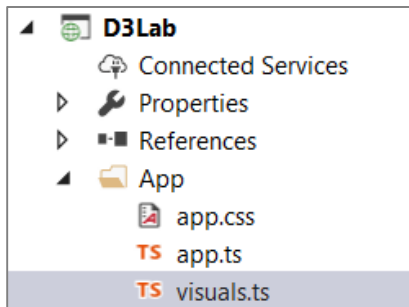 D3Lab
Connected Services
Properties
References
App
app.css
TS app.ts
TS visuals.ts